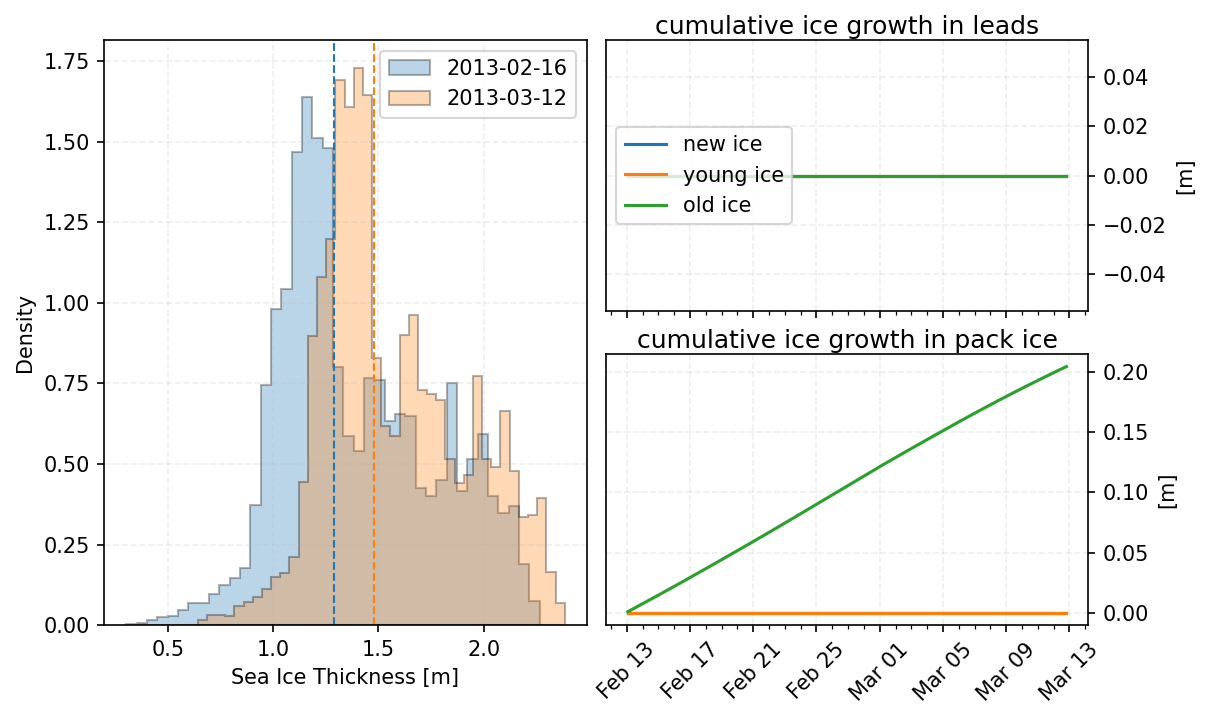 1.75
1.50
1.25
1.00
0.75
0.50
0.25
0.00
Density
0.5
1.0
1.5
2.0
Sea Ice Thickness [m]
2013-02-16
2013-03-12
cumulative ice growth in leads
new ice
young ice
old ice
0.04
0.02
0.00
−0.02
−0.04
[m]
cumulative ice growth in pack ice
0.20
0.15
0.10
0.05
0.00
[m]
Feb 13
Feb 17
Feb 21
Feb 25
Mar 01
Mar 05
Mar 09
Mar 13